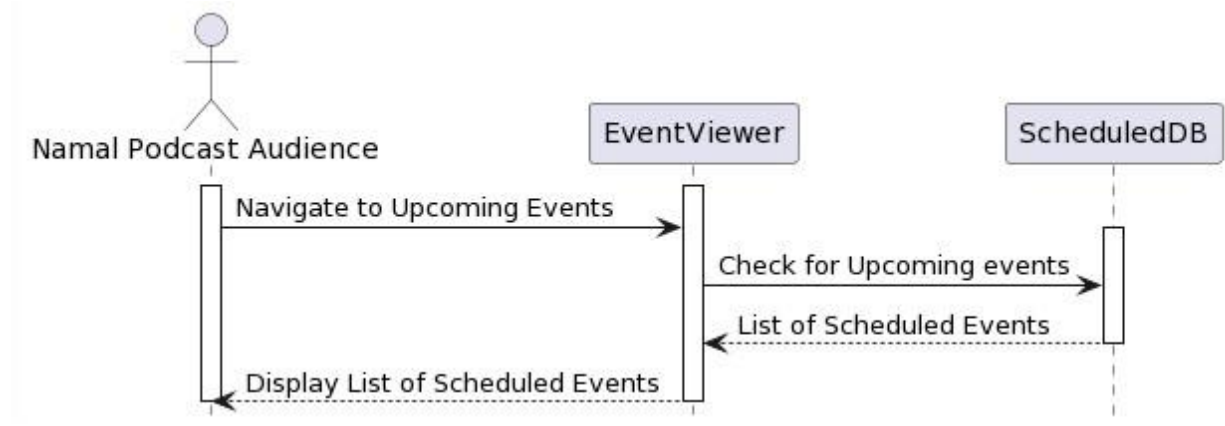 Namal Podcast Audience
EventViewer
ScheduledDB
Navigate to Upcoming Events
Check for Upcoming events
List of Scheduled Events
Display List of Scheduled Events